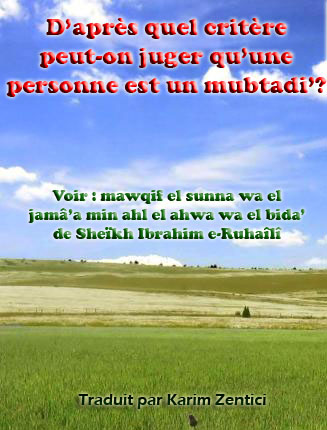 D'après quel critère
peut-on juger qu'une
personne est un mubtadi'?
Voir : mawqif el sunna wa el
jamâ'a min ahl el ahwa wa el bida'
de Sheïkh Ibrahim e-Ruhaîlî
Traduit par Karim Zentici